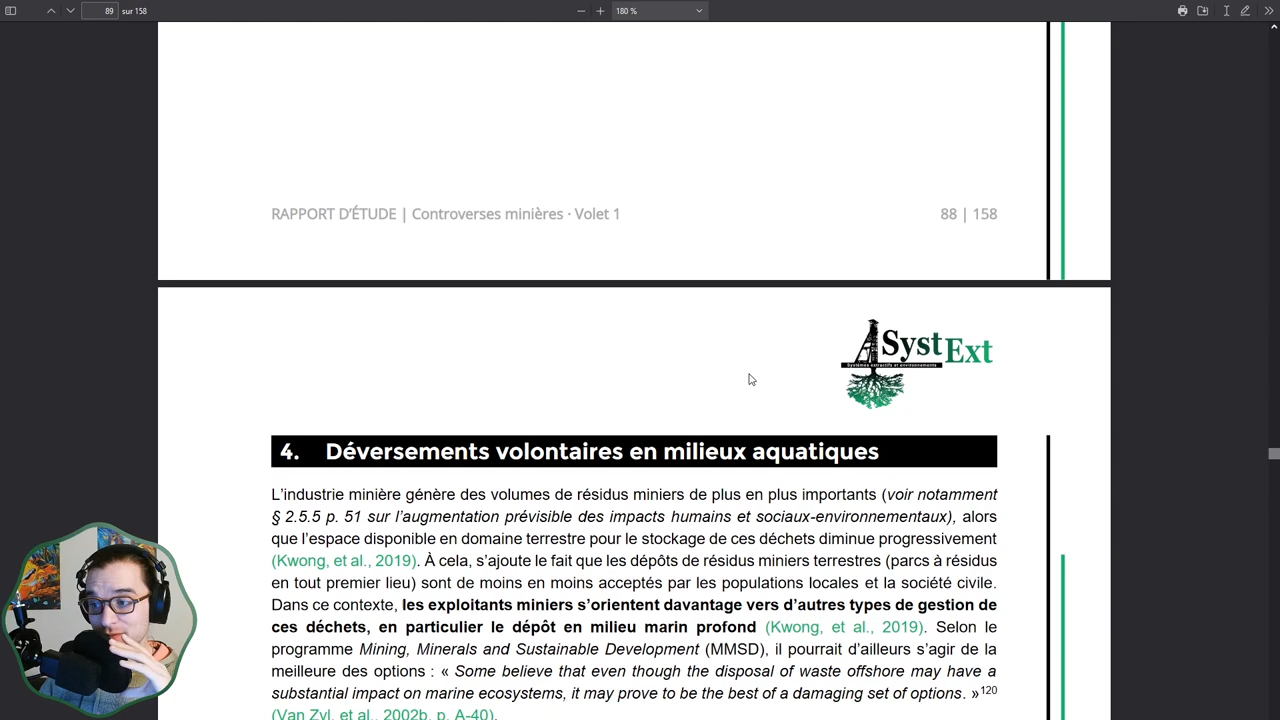 89 sur 158
180 %
RAPPORT D'ÉTUDE | Controverses minières · Volet 1
88 | 158
SystExt
Systèmes extractifs et environnements
4. Déversements volontaires en milieux aquatiques
L'industrie minière génère des volumes de résidus miniers de plus en plus importants (voir notamment
§ 2.5.5 p. 51 sur l'augmentation prévisible des impacts humains et sociaux-environnementaux), alors
que l'espace disponible en domaine terrestre pour le stockage de ces déchets diminue progressivement
(Kwong, et al., 2019). À cela, s'ajoute le fait que les dépôts de résidus miniers terrestres (parcs à résidus
en tout premier lieu) sont de moins en moins acceptés par les populations locales et la société civile.
Dans ce contexte, les exploitants miniers s'orientent davantage vers d'autres types de gestion de
ces déchets, en particulier le dépôt en milieu marin profond (Kwong, et al., 2019). Selon le
programme Mining, Minerals and Sustainable Development (MMSD), il pourrait d'ailleurs s'agir de la
meilleure des options : « Some believe that even though the disposal of waste offshore may have a
substantial impact on marine ecosystems, it may prove to be the best of a damaging set of options. »120
(Van Zyl, et al., 2002b, p. A-40).